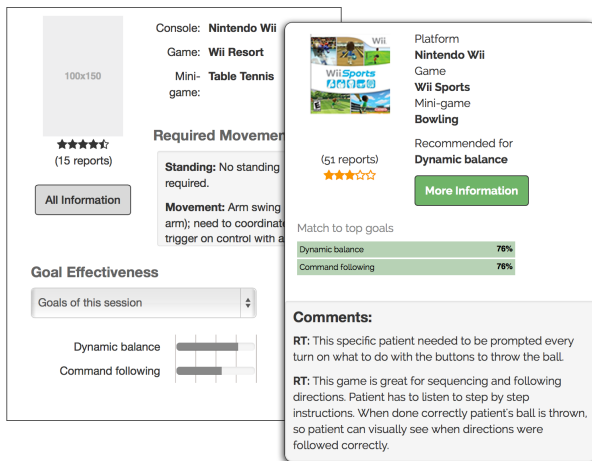 Console: Nintendo Wii
Game: Wii Resort
Mini-game: Table Tennis
100x150
(15 reports)
All Information
Required Movemen
Standing: No standing
required.
Movement: Arm swing
arm); need to coordinate
trigger on control with a
Goal Effectiveness
Goals of this session
Dynamic balance
Command following
Wii
Wii Sports
Platform
Nintendo Wii
Game
Wii Sports
Mini-game
Bowling
Recommended for
Dynamic balance
(51 reports)
More Information
Match to top goals
Dynamic balance 76%
Command following 76%
Comments:
RT: This specific patient needed to be prompted every
turn on what to do with the buttons to throw the ball.
RT: This game is great for sequencing and following
directions. Patient has to listen to step by step
instructions. When done correctly patient's ball is thrown,
so patient can visually see when directions were
followed correctly.